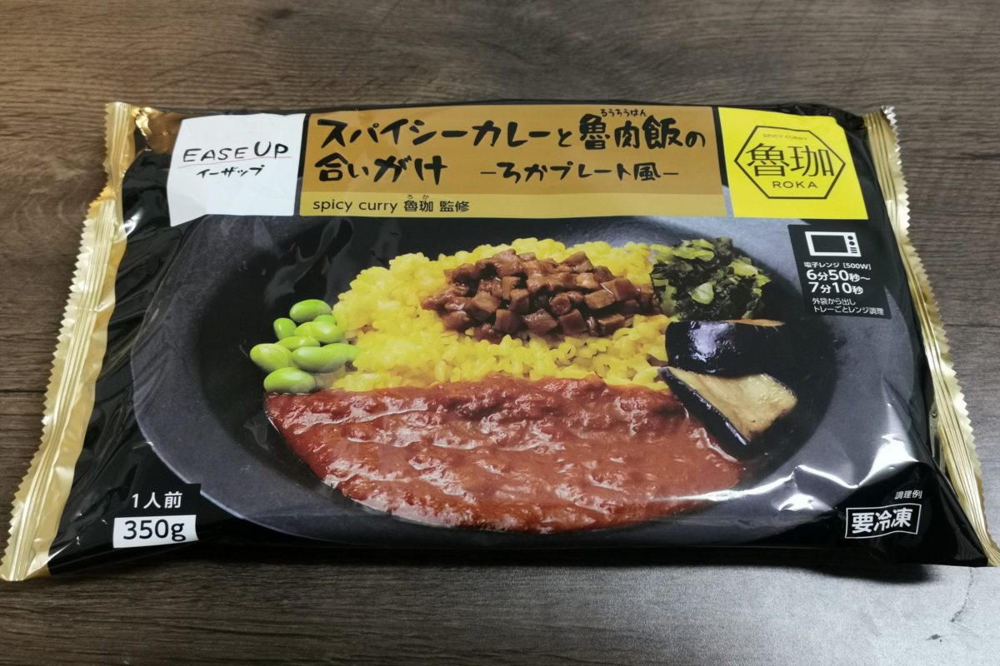 EASE UP
イーザップ
るうろうはん
スパイシーカレーと魯肉飯の
合いがけ －ろかプレート風－
ろか
spicy curry 魯珈 監修
SPICY CURRY
魯珈
ROKA
電子レンジ [500W]
6分50秒～
7分10秒
外袋から出し
トレーごとレンジ調理
1人前
350g
調理例
要冷凍